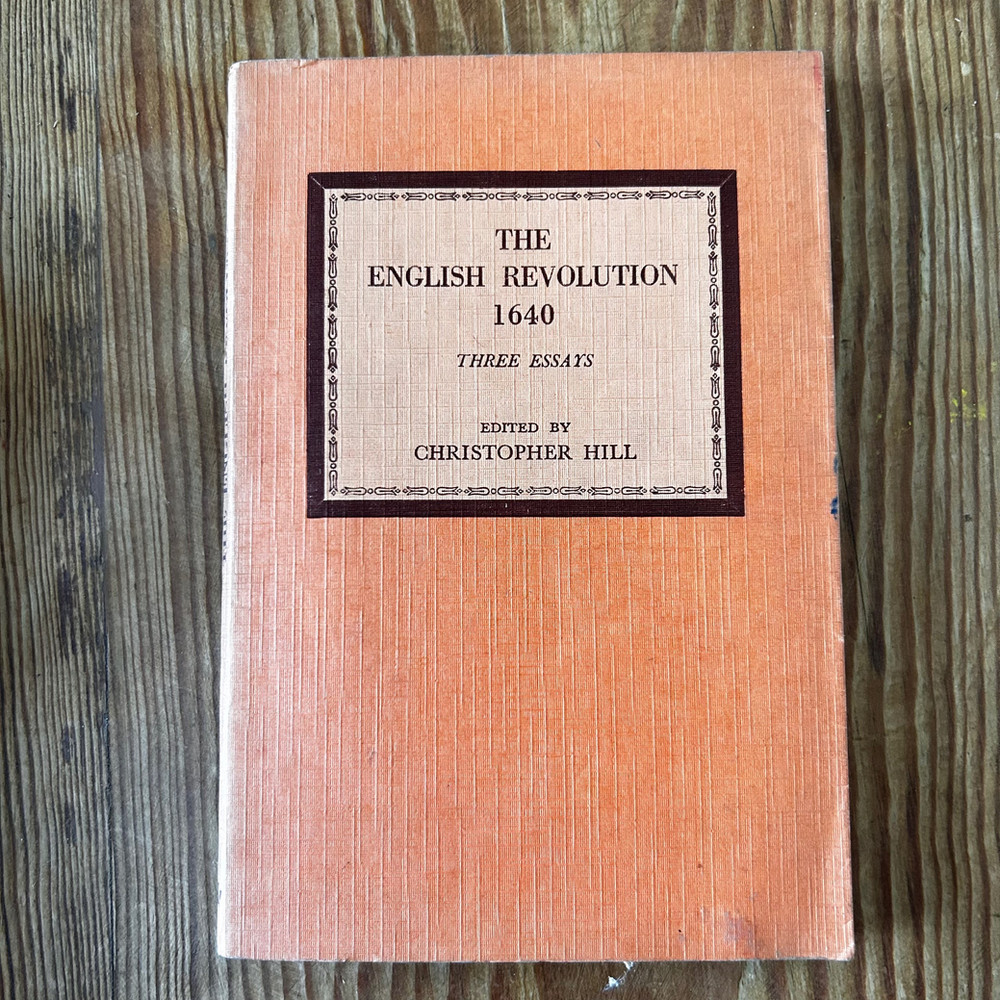 THE
ENGLISH REVOLUTION
1640
THREE ESSAYS
EDITED BY
CHRISTOPHER HILL